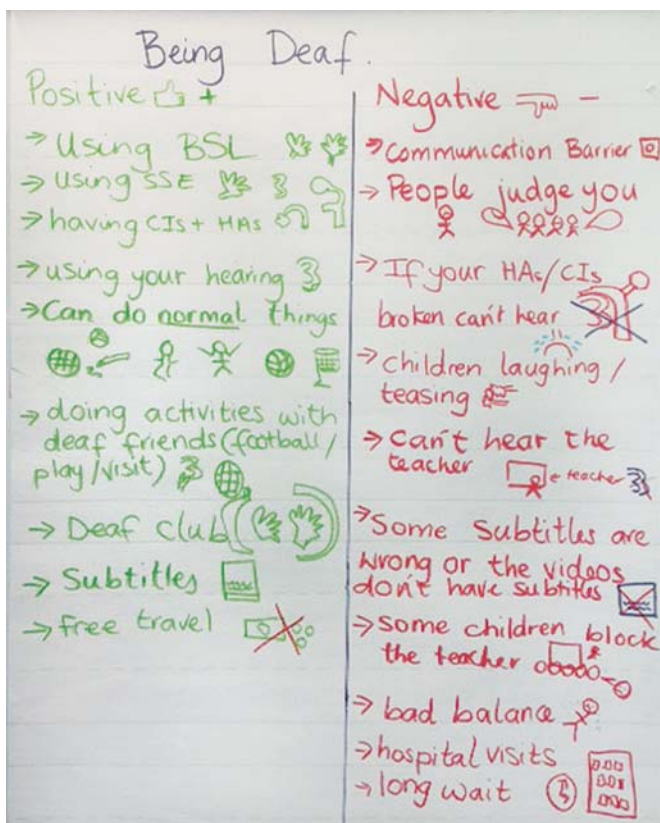 Being Deaf.
Positive +
→ Using BSL
→ Using SSE
→ having CIs + HAs
→ using your hearing
→ Can do normal things
→ doing activities with
deaf friends (football/
play/visit)
→ Deaf club
→ Subtitles
→ free travel
Negative -
→ Communication Barrier
→ People judge you
→ If your HAs/CIs
broken can't hear
→ children laughing /
teasing
→ Can't hear the
teacher
← teacher
→ Some Subtitles are
wrong or the videos
don't have subtitles
→ some children block
the teacher
→ bad balance
→ hospital visits
→ long wait